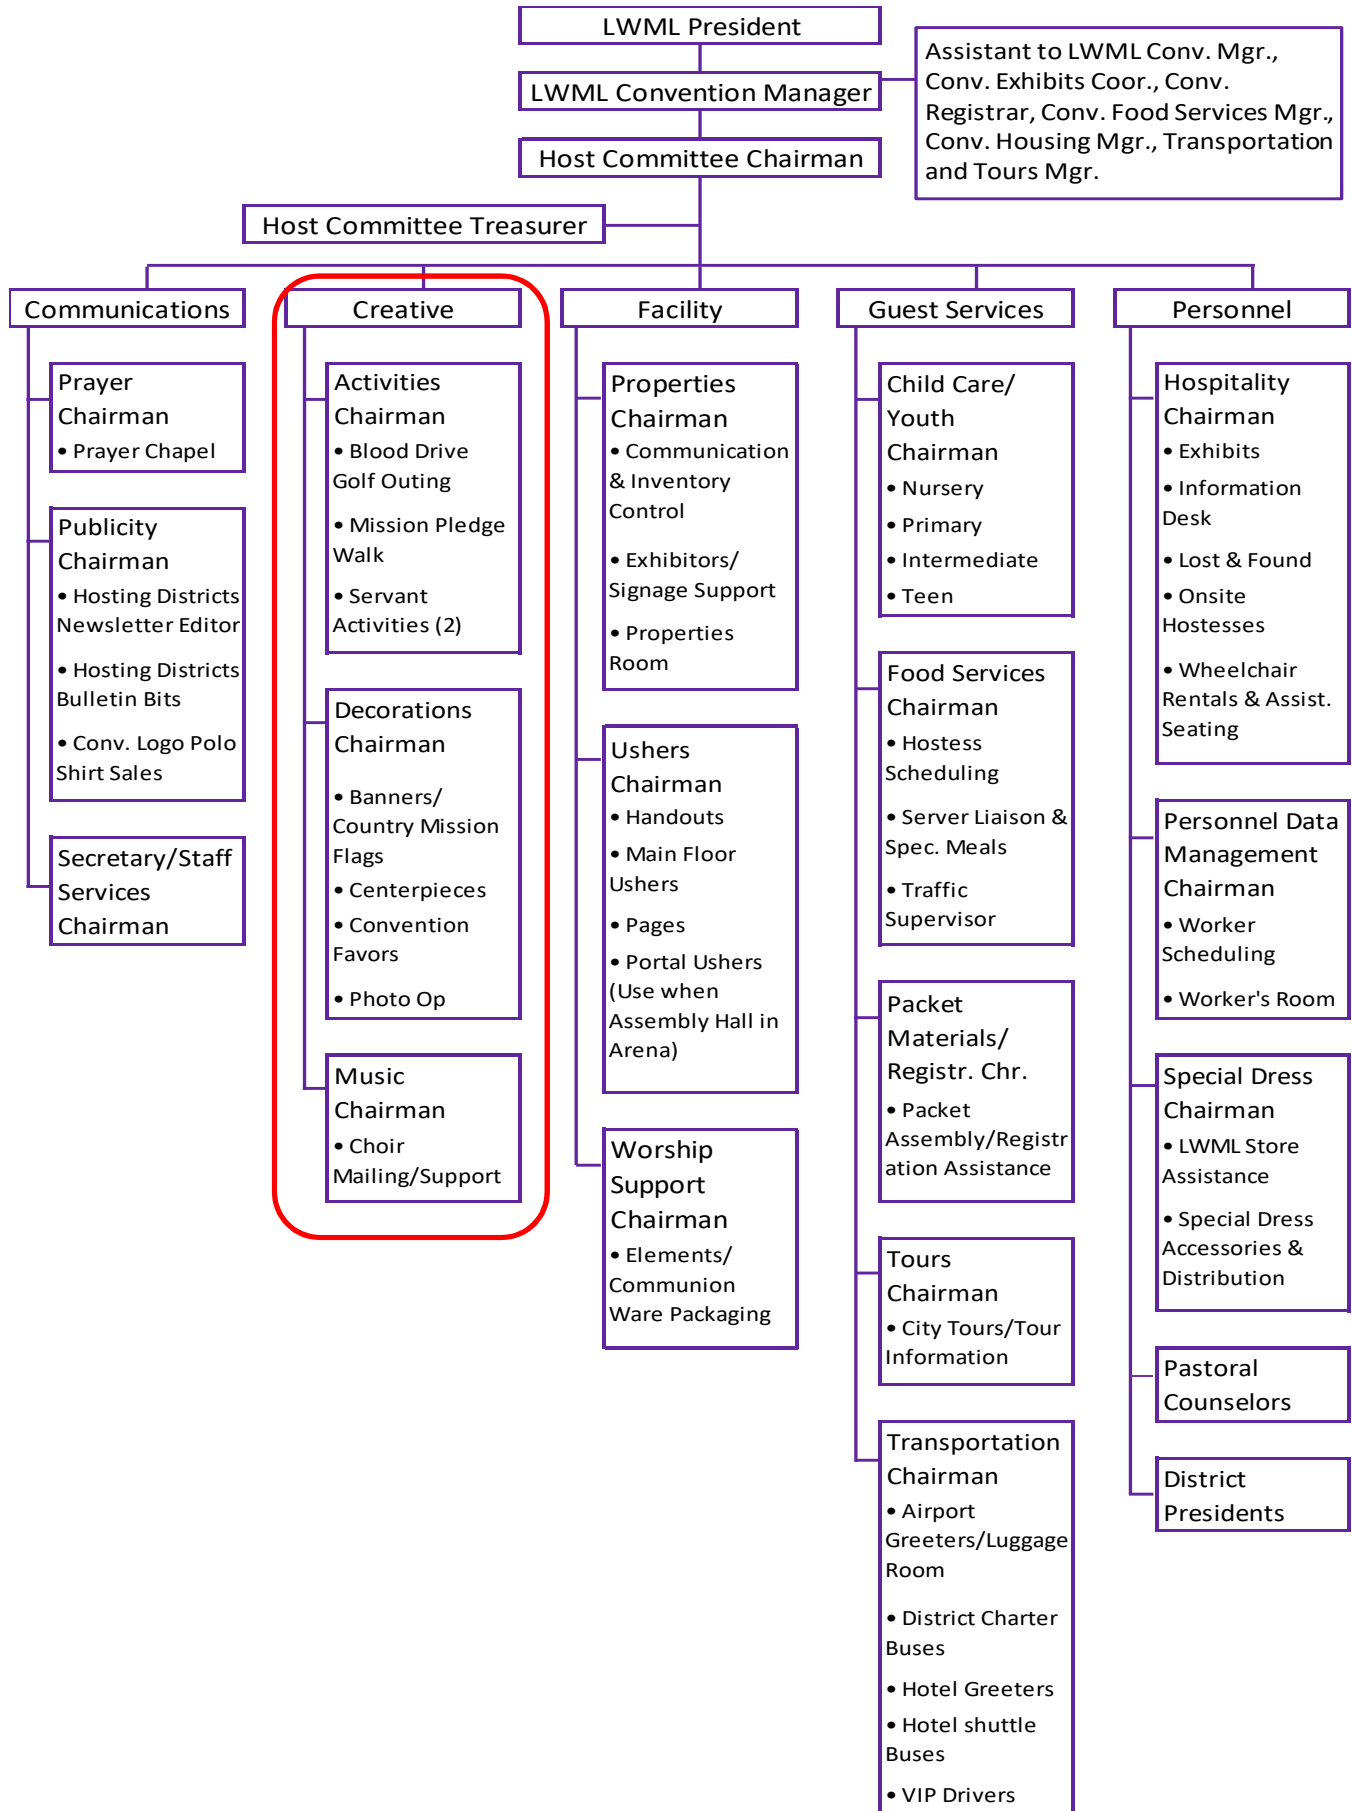 LWML President
LWML Convention Manager
Assistant to LWML Conv. Mgr.,
Conv. Exhibits Coor., Conv.
Registrar, Conv. Food Services Mgr.,
Conv. Housing Mgr., Transportation
and Tours Mgr.
Host Committee Chairman
Host Committee Treasurer
Communications
Prayer
Chairman
• Prayer Chapel
Publicity
Chairman
• Hosting Districts
Newsletter Editor
• Hosting Districts
Bulletin Bits
• Conv. Logo Polo
Shirt Sales
Secretary/Staff
Services
Chairman
Creative
Activities
Chairman
• Blood Drive
Golf Outing
• Mission Pledge
Walk
• Servant
Activities (2)
Decorations
Chairman
• Banners/
Country Mission
Flags
• Centerpieces
• Convention
Favors
• Photo Op
Music
Chairman
• Choir
Mailing/Support
Facility
Properties
Chairman
• Communication
& Inventory
Control
• Exhibitors/
Signage Support
• Properties
Room
Ushers
Chairman
• Handouts
• Main Floor
Ushers
• Pages
• Portal Ushers
(Use when
Assembly Hall in
Arena)
Worship
Support
Chairman
• Elements/
Communion
Ware Packaging
Guest Services
Child Care/
Youth
Chairman
• Nursery
• Primary
• Intermediate
• Teen
Food Services
Chairman
• Hostess
Scheduling
• Server Liaison &
Spec. Meals
• Traffic
Supervisor
Packet
Materials/
Registr. Chr.
• Packet
Assembly/Registr
ation Assistance
Tours
Chairman
• City Tours/Tour
Information
Transportation
Chairman
• Airport
Greeters/Luggage
Room
• District Charter
Buses
• Hotel Greeters
• Hotel shuttle
Buses
• VIP Drivers
Personnel
Hospitality
Chairman
• Exhibits
• Information
Desk
• Lost & Found
• Onsite
Hostesses
• Wheelchair
Rentals & Assist.
Seating
Personnel Data
Management
Chairman
• Worker
Scheduling
• Worker's Room
Special Dress
Chairman
• LWML Store
Assistance
• Special Dress
Accessories &
Distribution
Pastoral
Counselors
District
Presidents